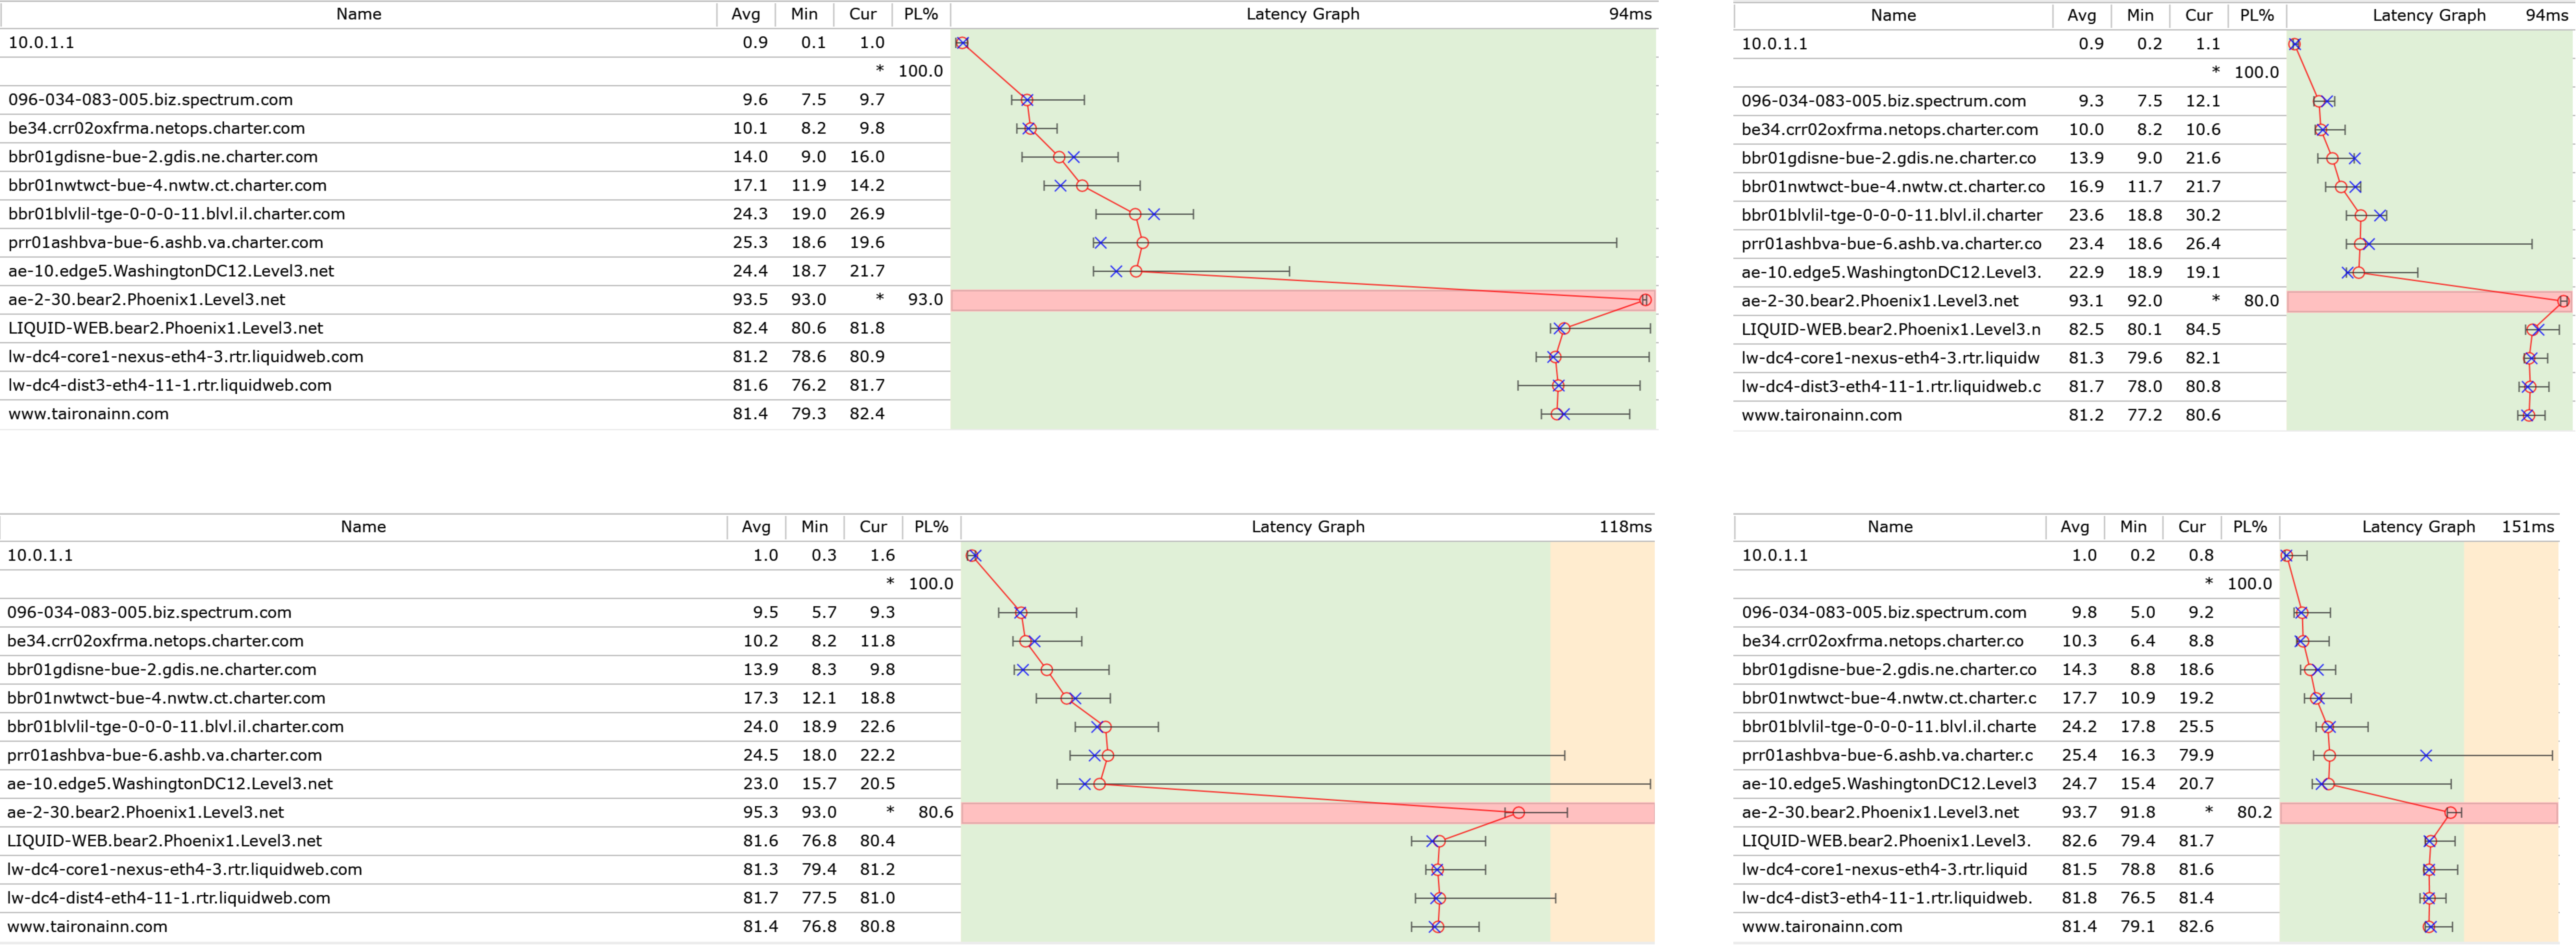 Name Avg Min Cur PL% Latency Graph 94ms
10.0.1.1 0.9 0.1 1.0
* 100.0
096-034-083-005.biz.spectrum.com 9.6 7.5 9.7
be34.crr02oxfrma.netops.charter.com 10.1 8.2 9.8
bbr01gdisne-bue-2.gdis.ne.charter.com 14.0 9.0 16.0
bbr01nwtwct-bue-4.nwtw.ct.charter.com 17.1 11.9 14.2
bbr01blvlil-tge-0-0-0-11.blvl.il.charter.com 24.3 19.0 26.9
prr01ashbva-bue-6.ashb.va.charter.com 25.3 18.6 19.6
ae-10.edge5.WashingtonDC12.Level3.net 24.4 18.7 21.7
ae-2-30.bear2.Phoenix1.Level3.net 93.5 93.0 * 93.0
LIQUID-WEB.bear2.Phoenix1.Level3.net 82.4 80.6 81.8
lw-dc4-core1-nexus-eth4-3.rtr.liquidweb.com 81.2 78.6 80.9
lw-dc4-dist3-eth4-11-1.rtr.liquidweb.com 81.6 76.2 81.7
www.taironainn.com 81.4 79.3 82.4
Name Avg Min Cur PL% Latency Graph 94ms
10.0.1.1 0.9 0.2 1.1
* 100.0
096-034-083-005.biz.spectrum.com 9.3 7.5 12.1
be34.crr02oxfrma.netops.charter.com 10.0 8.2 10.6
bbr01gdisne-bue-2.gdis.ne.charter.co 13.9 9.0 21.6
bbr01nwtwct-bue-4.nwtw.ct.charter.co 16.9 11.7 21.7
bbr01blvlil-tge-0-0-0-11.blvl.il.charter 23.6 18.8 30.2
prr01ashbva-bue-6.ashb.va.charter.co 23.4 18.6 26.4
ae-10.edge5.WashingtonDC12.Level3. 22.9 18.9 19.1
ae-2-30.bear2.Phoenix1.Level3.net 93.1 92.0 * 80.0
LIQUID-WEB.bear2.Phoenix1.Level3.n 82.5 80.1 84.5
lw-dc4-core1-nexus-eth4-3.rtr.liquidw 81.3 79.6 82.1
lw-dc4-dist3-eth4-11-1.rtr.liquidweb.c 81.7 78.0 80.8
www.taironainn.com 81.2 77.2 80.6
Name Avg Min Cur PL% Latency Graph 118ms
10.0.1.1 1.0 0.3 1.6
* 100.0
096-034-083-005.biz.spectrum.com 9.5 5.7 9.3
be34.crr02oxfrma.netops.charter.com 10.2 8.2 11.8
bbr01gdisne-bue-2.gdis.ne.charter.com 13.9 8.3 9.8
bbr01nwtwct-bue-4.nwtw.ct.charter.com 17.3 12.1 18.8
bbr01blvlil-tge-0-0-0-11.blvl.il.charter.com 24.0 18.9 22.6
prr01ashbva-bue-6.ashb.va.charter.com 24.5 18.0 22.2
ae-10.edge5.WashingtonDC12.Level3.net 23.0 15.7 20.5
ae-2-30.bear2.Phoenix1.Level3.net 95.3 93.0 * 80.6
LIQUID-WEB.bear2.Phoenix1.Level3.net 81.6 76.8 80.4
lw-dc4-core1-nexus-eth4-3.rtr.liquidweb.com 81.3 79.4 81.2
lw-dc4-dist4-eth4-11-1.rtr.liquidweb.com 81.7 77.5 81.0
www.taironainn.com 81.4 76.8 80.8
Name Avg Min Cur PL% Latency Graph 151ms
10.0.1.1 1.0 0.2 0.8
* 100.0
096-034-083-005.biz.spectrum.com 9.8 5.0 9.2
be34.crr02oxfrma.netops.charter.co 10.3 6.4 8.8
bbr01gdisne-bue-2.gdis.ne.charter.co 14.3 8.8 18.6
bbr01nwtwct-bue-4.nwtw.ct.charter.c 17.7 10.9 19.2
bbr01blvlil-tge-0-0-0-11.blvl.il.charte 24.2 17.8 25.5
prr01ashbva-bue-6.ashb.va.charter.c 25.4 16.3 79.9
ae-10.edge5.WashingtonDC12.Level3 24.7 15.4 20.7
ae-2-30.bear2.Phoenix1.Level3.net 93.7 91.8 * 80.2
LIQUID-WEB.bear2.Phoenix1.Level3. 82.6 79.4 81.7
lw-dc4-core1-nexus-eth4-3.rtr.liquid 81.5 78.8 81.6
lw-dc4-dist3-eth4-11-1.rtr.liquidweb. 81.8 76.5 81.4
www.taironainn.com 81.4 79.1 82.6